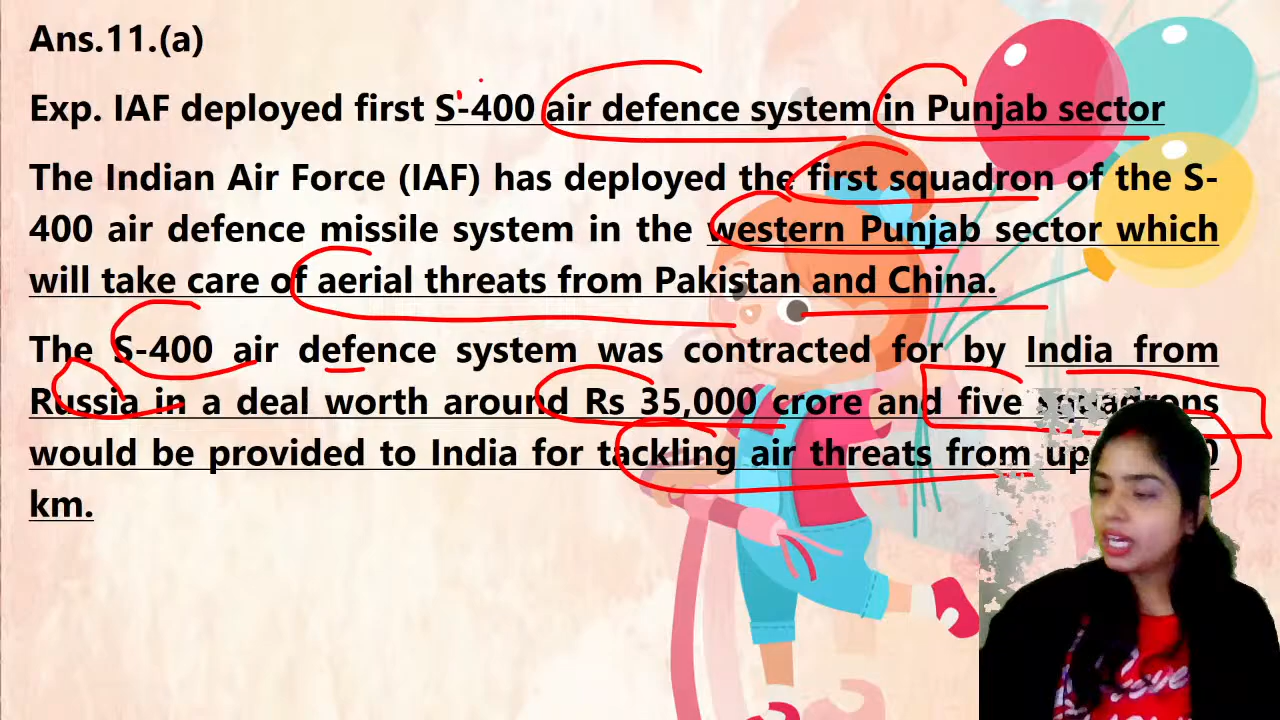 Ans.11.(a)
Exp. IAF deployed first S-400 air defence system in Punjab sector
The Indian Air Force (IAF) has deployed the first squadron of the S-
400 air defence missile system in the western Punjab sector which
will take care of aerial threats from Pakistan and China.
The S-400 air defence system was contracted for by India from
Russia in a deal worth around Rs 35,000 crore and five squadrons
would be provided to India for tackling air threats from
km.